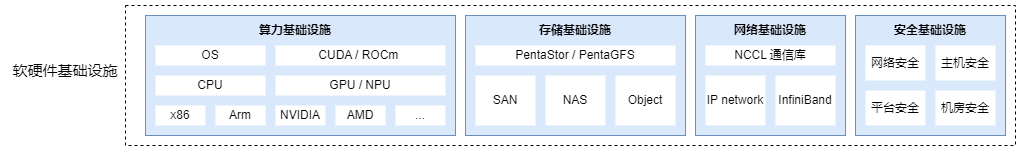 软硬件基础设施
算力基础设施
OS
CUDA / ROCm
CPU
GPU / NPU
x86
Arm
NVIDIA
AMD
...
存储基础设施
PentaStor / PentaGFS
SAN
NAS
Object
网络基础设施
NCCL 通信库
IP network
InfiniBand
安全基础设施
网络安全
主机安全
平台安全
机房安全